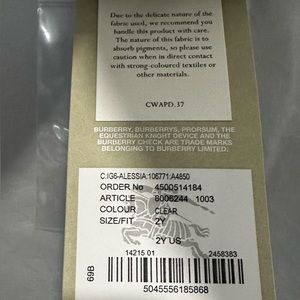 Due to the delicate nature of the
fabric used, we recommend you
handle this product with care.
The nature of this fabric is to
absorb pigments, so please use
caution when in direct contact
with strong-coloured textiles or
other materials.
CWAPD.37
BURBERRY, BURBERRYS, PRORSUM, THE
EQUESTRIAN KNIGHT DEVICE AND THE
BURBERRY CHECK ARE TRADE MARKS
BELONGING TO BURBERRY LIMITED.
C:IG6-ALESSIA:106771:A4850
ORDER No 4500514184
ARTICLE 8006244 1003
COLOUR CLEAR
SIZE/FIT 2Y
2Y US
14215 01 2458383
5045556185868
69B